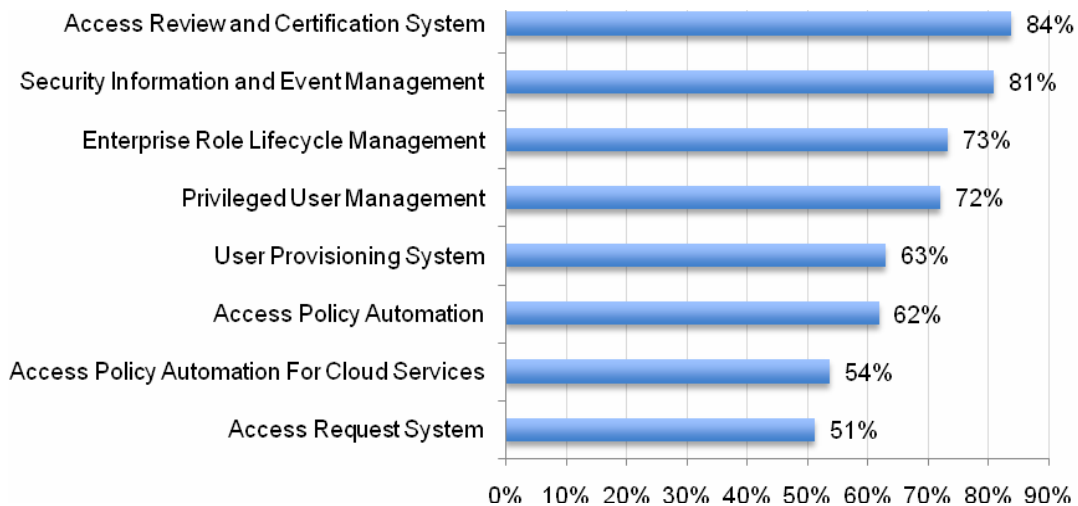 Access Review and Certification System 84%
Security Information and Event Management 81%
Enterprise Role Lifecycle Management 73%
Privileged User Management 72%
User Provisioning System 63%
Access Policy Automation 62%
Access Policy Automation For Cloud Services 54%
Access Request System 51%
0% 10% 20% 30% 40% 50% 60% 70% 80% 90%